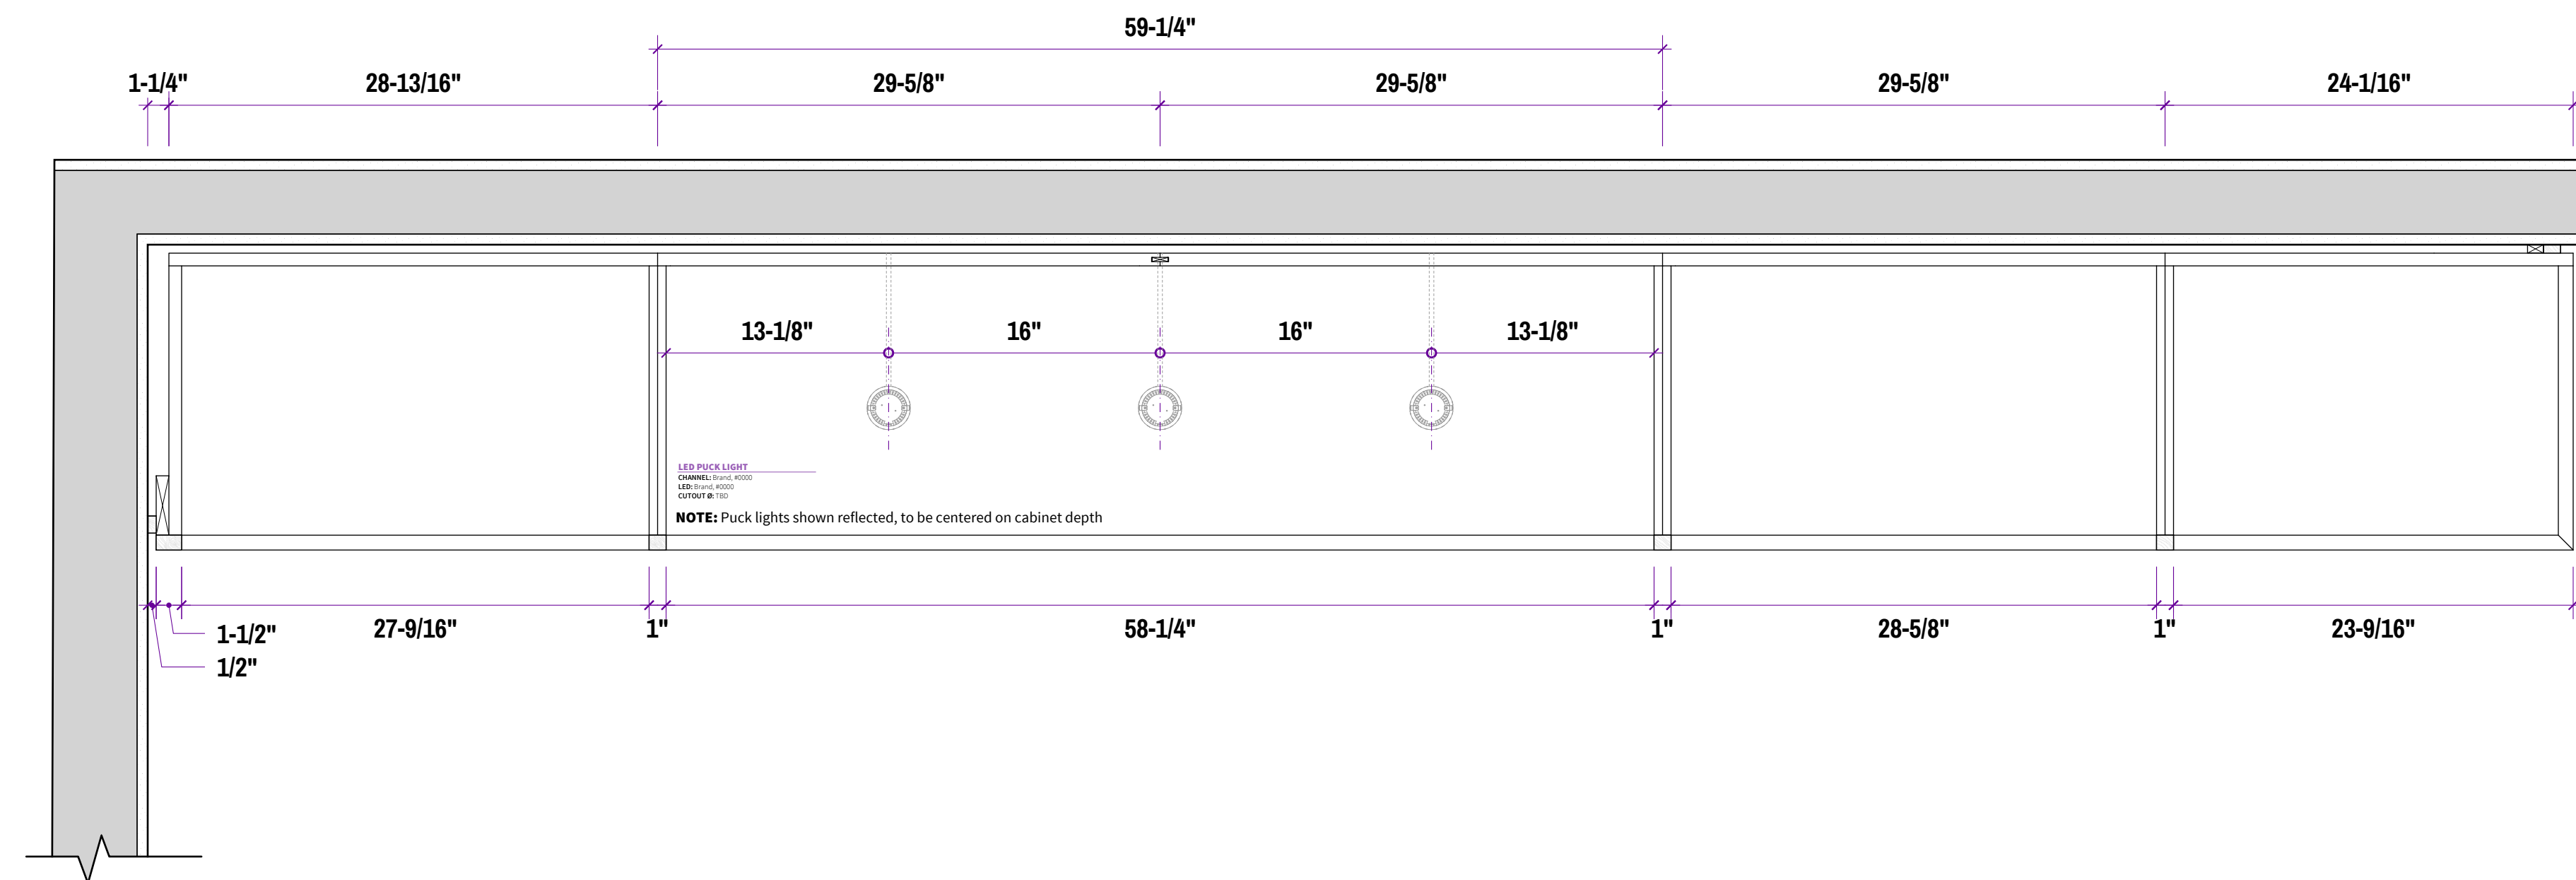 59-1/4"
1-1/4" 28-13/16" 29-5/8" 29-5/8" 29-5/8" 24-1/16"
13-1/8" 16" 16" 13-1/8"
LED PUCK LIGHT
CHANNEL: Brand, #0000
LED: Brand, #0000
CUTOUT Ø: TBD
NOTE: Puck lights shown reflected, to be centered on cabinet depth
1-1/2" 27-9/16" 1" 58-1/4" 1" 28-5/8" 1" 23-9/16"
1/2"